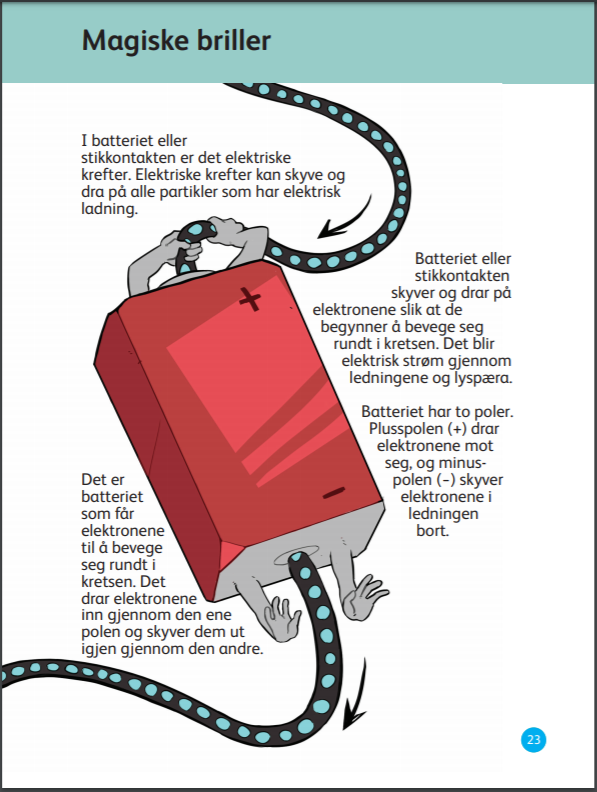 Magiske briller
I batteriet eller
stikkontakten er det elektriske
krefter. Elektriske krefter kan skyve og
dra på alle partikler som har elektrisk
ladning.
Batteriet eller
stikkontakten
skyver og drar på
elektronene slik at de
begynner å bevege seg
rundt i kretsen. Det blir
elektrisk strøm gjennom
ledningene og lyspæra.
Batteriet har to poler.
Plusspolen (+) drar
elektronene mot
seg, og minus-
polen (–) skyver
elektronene i
ledningen
bort.
Det er
batteriet
som får
elektronene
til å bevege
seg rundt i
kretsen. Det
drar elektronene
inn gjennom den ene
polen og skyver dem ut
igjen gjennom den andre.
+
–
23